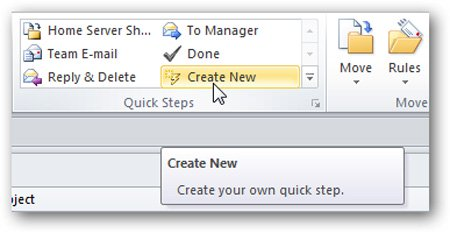 Home Server Sh... To Manager
Team E-mail Done
Reply & Delete Create New
Move Rules
Quick Steps Move
Create New
Create your own quick step.
oject